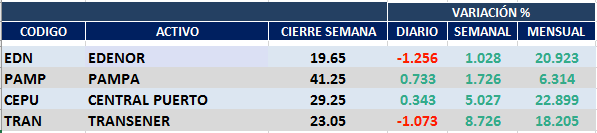 VARIACIÓN %
CODIGO ACTIVO CIERRE SEMANA DIARIO SEMANAL MENSUAL
EDN EDENOR 19.65 -1.256 1.028 20.923
PAMP PAMPA 41.25 0.733 1.726 6.314
CEPU CENTRAL PUERTO 29.25 0.343 5.027 22.899
TRAN TRANSENER 23.05 -1.073 8.726 18.205